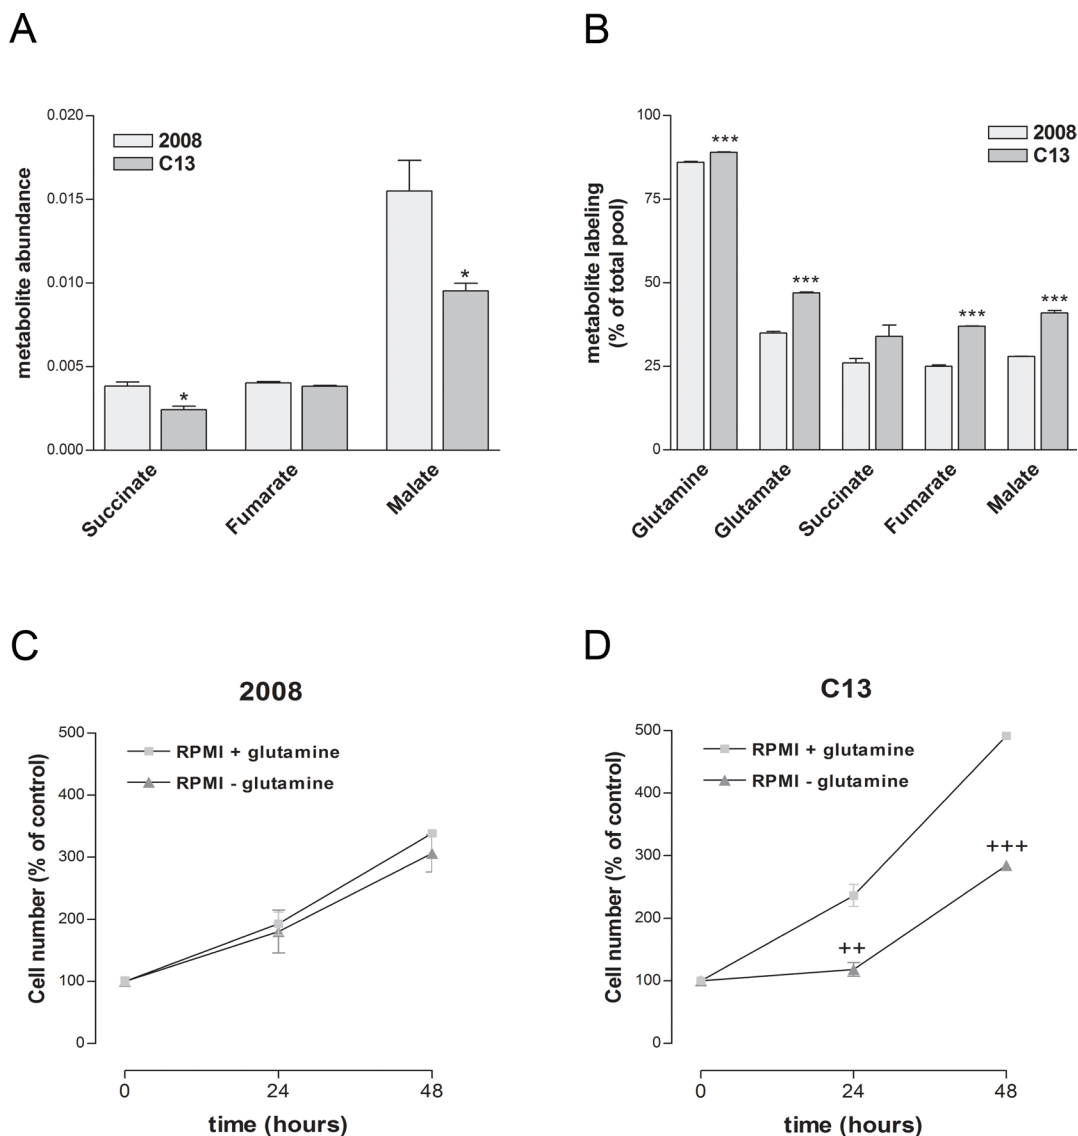 A
metabolite abundance
0.020
0.015
0.010
0.005
0.000
2008
C13
*
*
Succinate
Fumarate
Malate
B
metabolite labeling
(% of total pool)
100
75
50
25
0
2008
C13
***
***
***
***
Glutamine
Glutamate
Succinate
Fumarate
Malate
C
2008
Cell number (% of control)
500
400
300
200
100
0
RPMI + glutamine
RPMI - glutamine
0
24
48
time (hours)
D
C13
Cell number (% of control)
500
400
300
200
100
0
RPMI + glutamine
RPMI - glutamine
++
+++
0
24
48
time (hours)